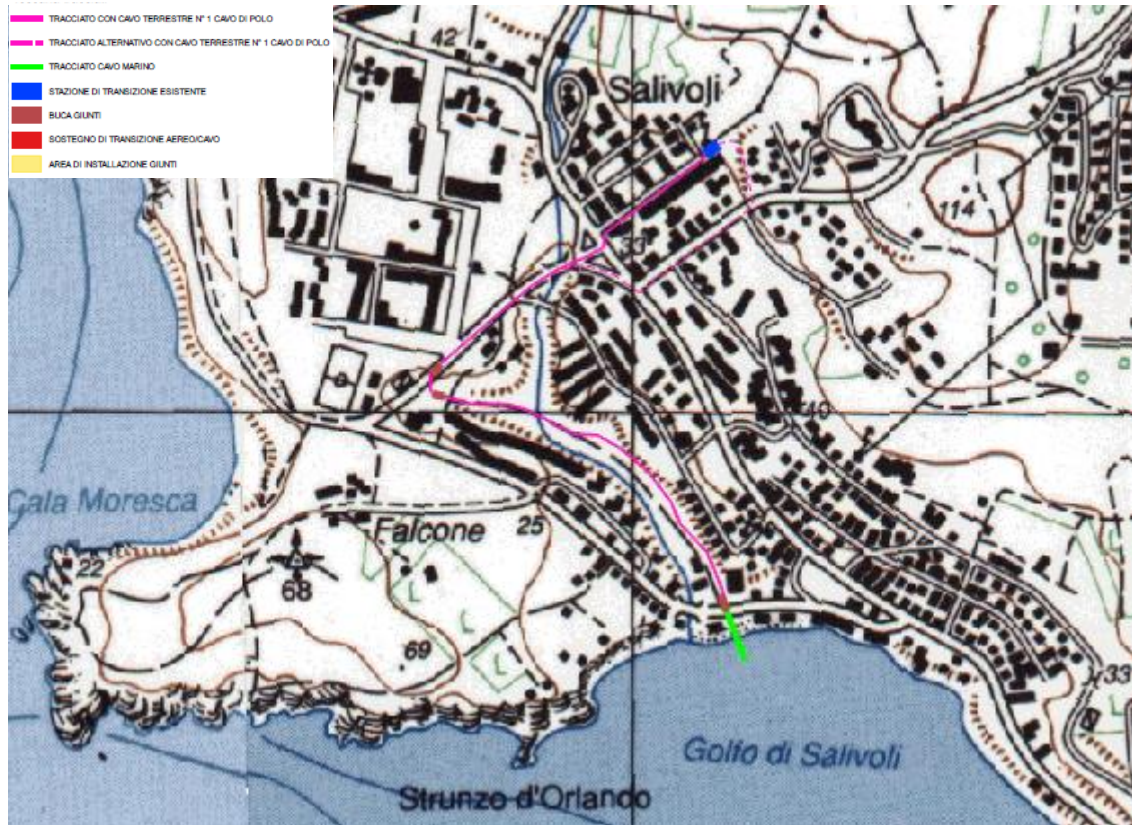 TRACCIATO CON CAVO TERRESTRE N° 1 CAVO DI POLO
TRACCIATO ALTERNATIVO CON CAVO TERRESTRE N° 1 CAVO DI POLO
TRACCIATO CAVO MARINO
STAZIONE DI TRANSIZIONE ESISTENTE
BUCA GIUNTI
SOSTEGNO DI TRANSIZIONE AEREO/CAVO
AREA DI INSTALLAZIONE GIUNTI
42
Salivoli
114
33
40
Cala Moresca
Falcone
25
22
68
69
33
Golfo di Salivoli
Strunzo d'Orlando